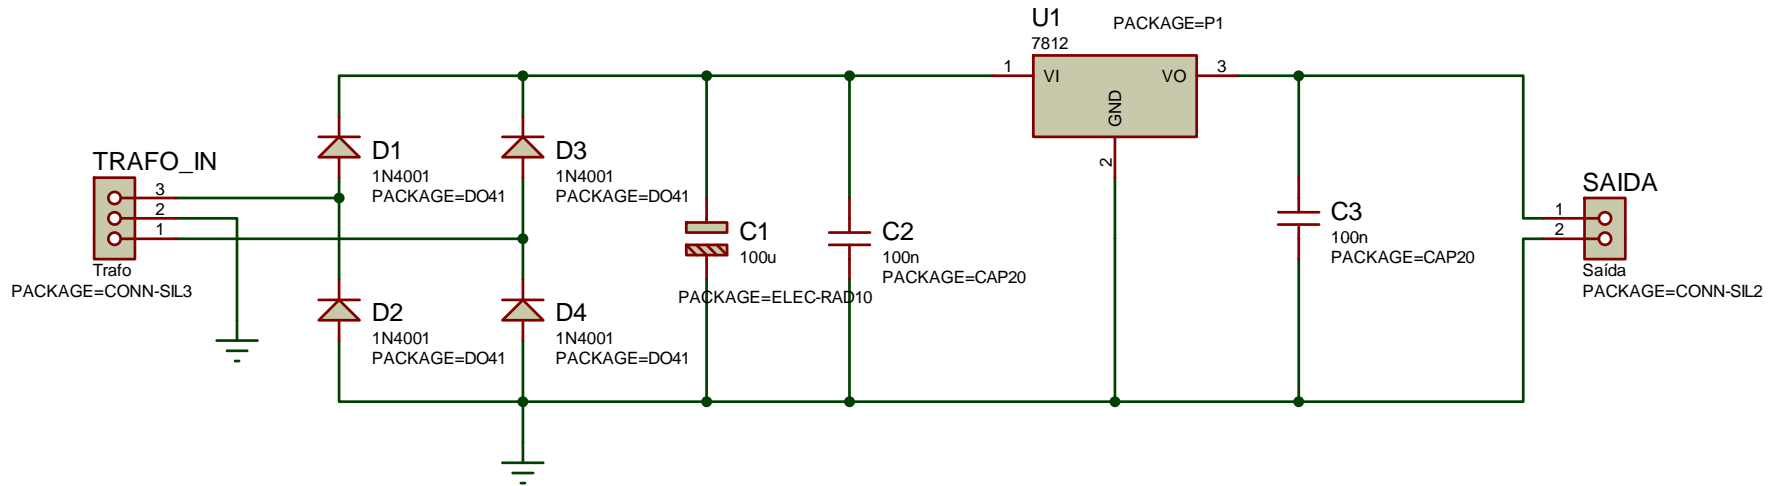 TRAFO_IN
3
2
1
Trafo
PACKAGE=CONN-SIL3
D1
1N4001
PACKAGE=DO41
D2
1N4001
PACKAGE=DO41
D3
1N4001
PACKAGE=DO41
D4
1N4001
PACKAGE=DO41
C1
100u
PACKAGE=ELEC-RAD10
C2
100n
PACKAGE=CAP20
U1
7812
PACKAGE=P1
1
VI
VO
3
GND
2
C3
100n
PACKAGE=CAP20
SAIDA
1
2
Saída
PACKAGE=CONN-SIL2